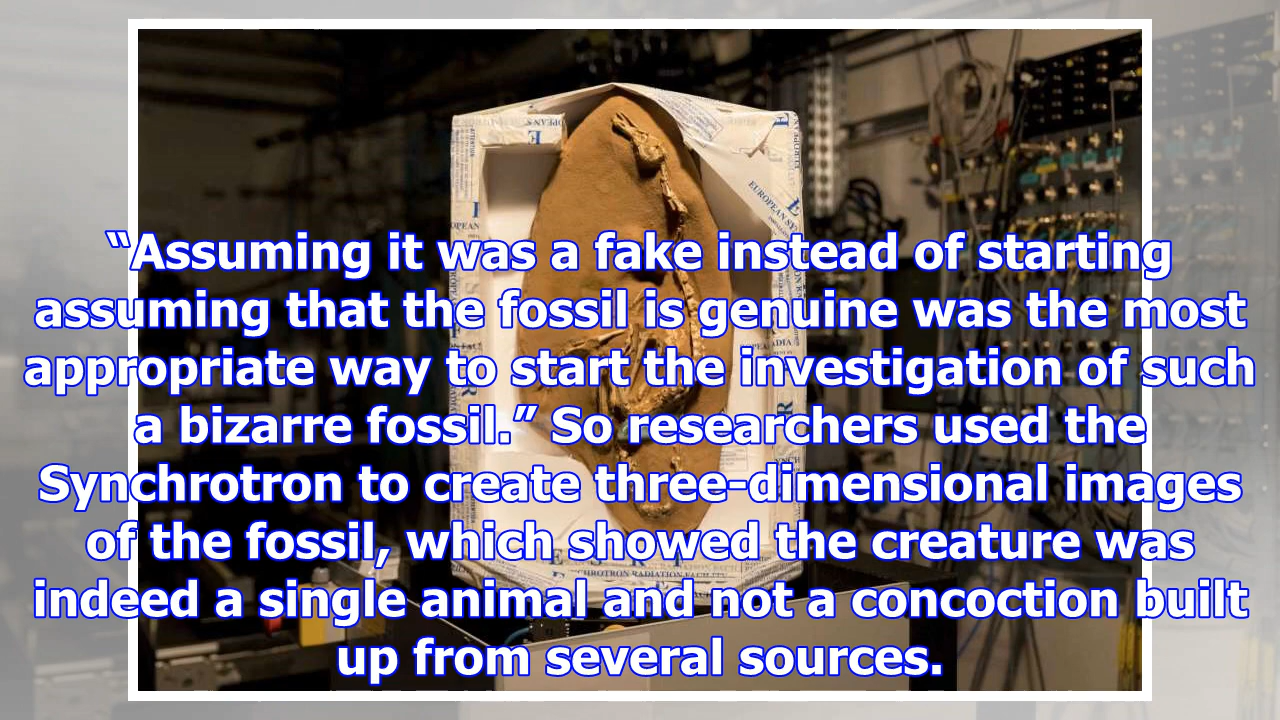 “Assuming it was a fake instead of starting
assuming that the fossil is genuine was the most
appropriate way to start the investigation of such
a bizarre fossil.” So researchers used the
Synchrotron to create three-dimensional images
of the fossil, which showed the creature was
indeed a single animal and not a concoction built
up from several sources.
EUROPEAN SY